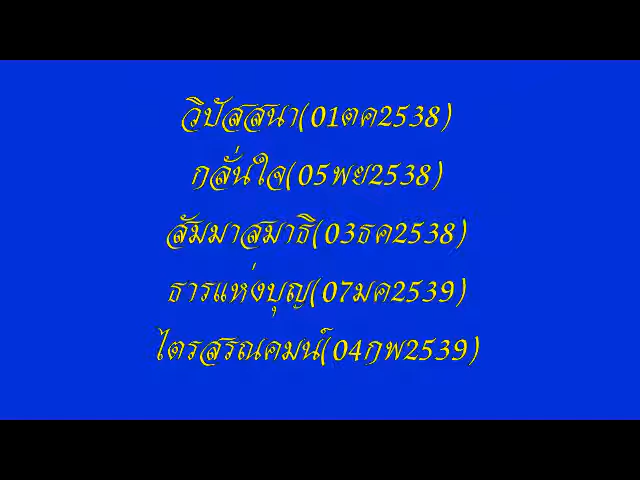 วิปัสสนา(01ตค2538)
กลั่นใจ(05พย2538)
สัมมาสมาธิ(03ธค2538)
ธารแห่งบุญ(07มค2539)
ไตรสรณคมน์(04กพ2539)